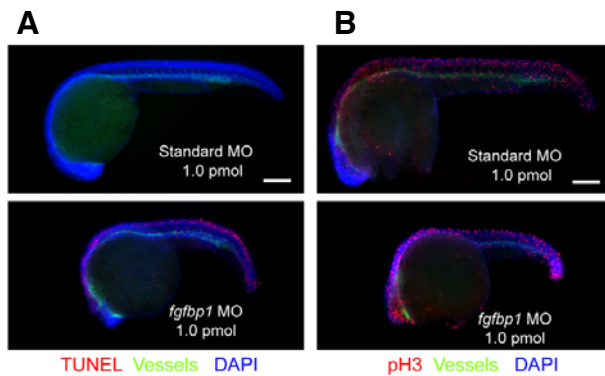 A
B
Standard MO
1.0 pmol
Standard MO
1.0 pmol
fgfbp1 MO
1.0 pmol
fgfbp1 MO
1.0 pmol
TUNEL Vessels DAPI
pH3 Vessels DAPI